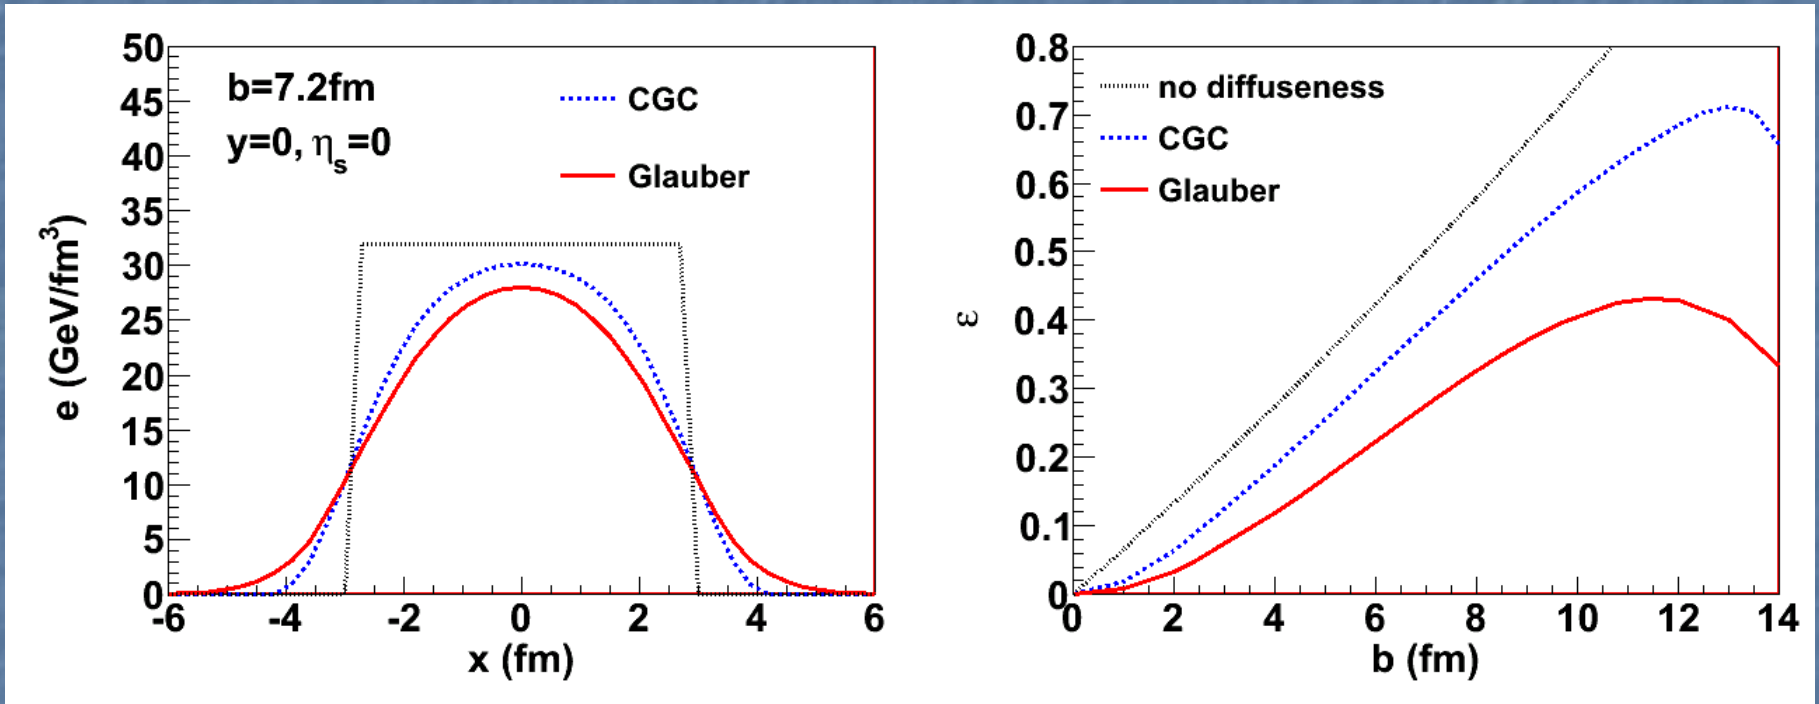 50
45
40
35
30
25
20
15
10
5
0
e (GeV/fm³)
b=7.2fm
y=0, ηs=0
CGC
Glauber
-6 -4 -2 0 2 4 6
x (fm)
0.8
0.7
0.6
0.5
0.4
0.3
0.2
0.1
0
ε
no diffuseness
CGC
Glauber
0 2 4 6 8 10 12 14
b (fm)